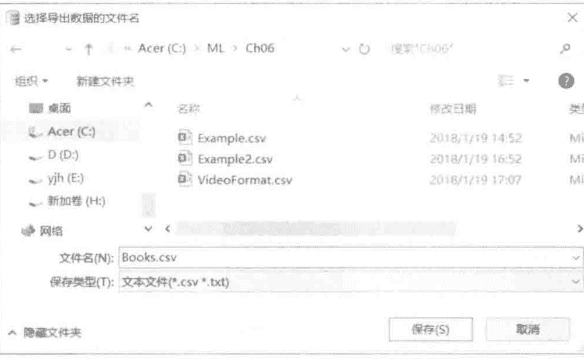 选择导出数据的文件名
Acer (C:) > ML > Ch06
搜索"Ch06"
组织 新建文件夹
桌面
Acer (C:)
D (D:)
yjh (E:)
新加卷 (H:)
网络
名称 修改日期
Example.csv 2018/1/19 14:52
Example2.csv 2018/1/19 16:52
VideoFormat.csv 2018/1/19 17:07
文件名(N): Books.csv
保存类型(T): 文本文件(*.csv *.txt)
隐藏文件夹 保存(S) 取消